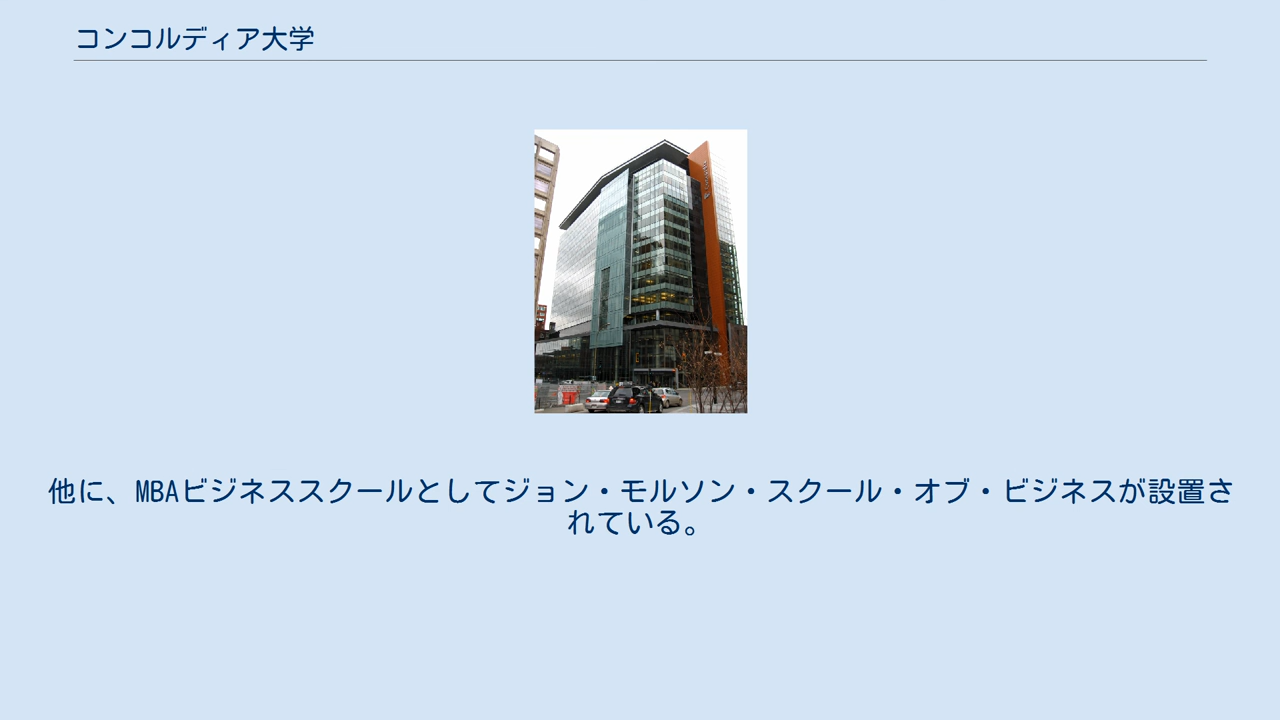 コンコルディア大学
他に、MBAビジネススクールとしてジョン・モルソン・スクール・オブ・ビジネスが設置さ
れている。